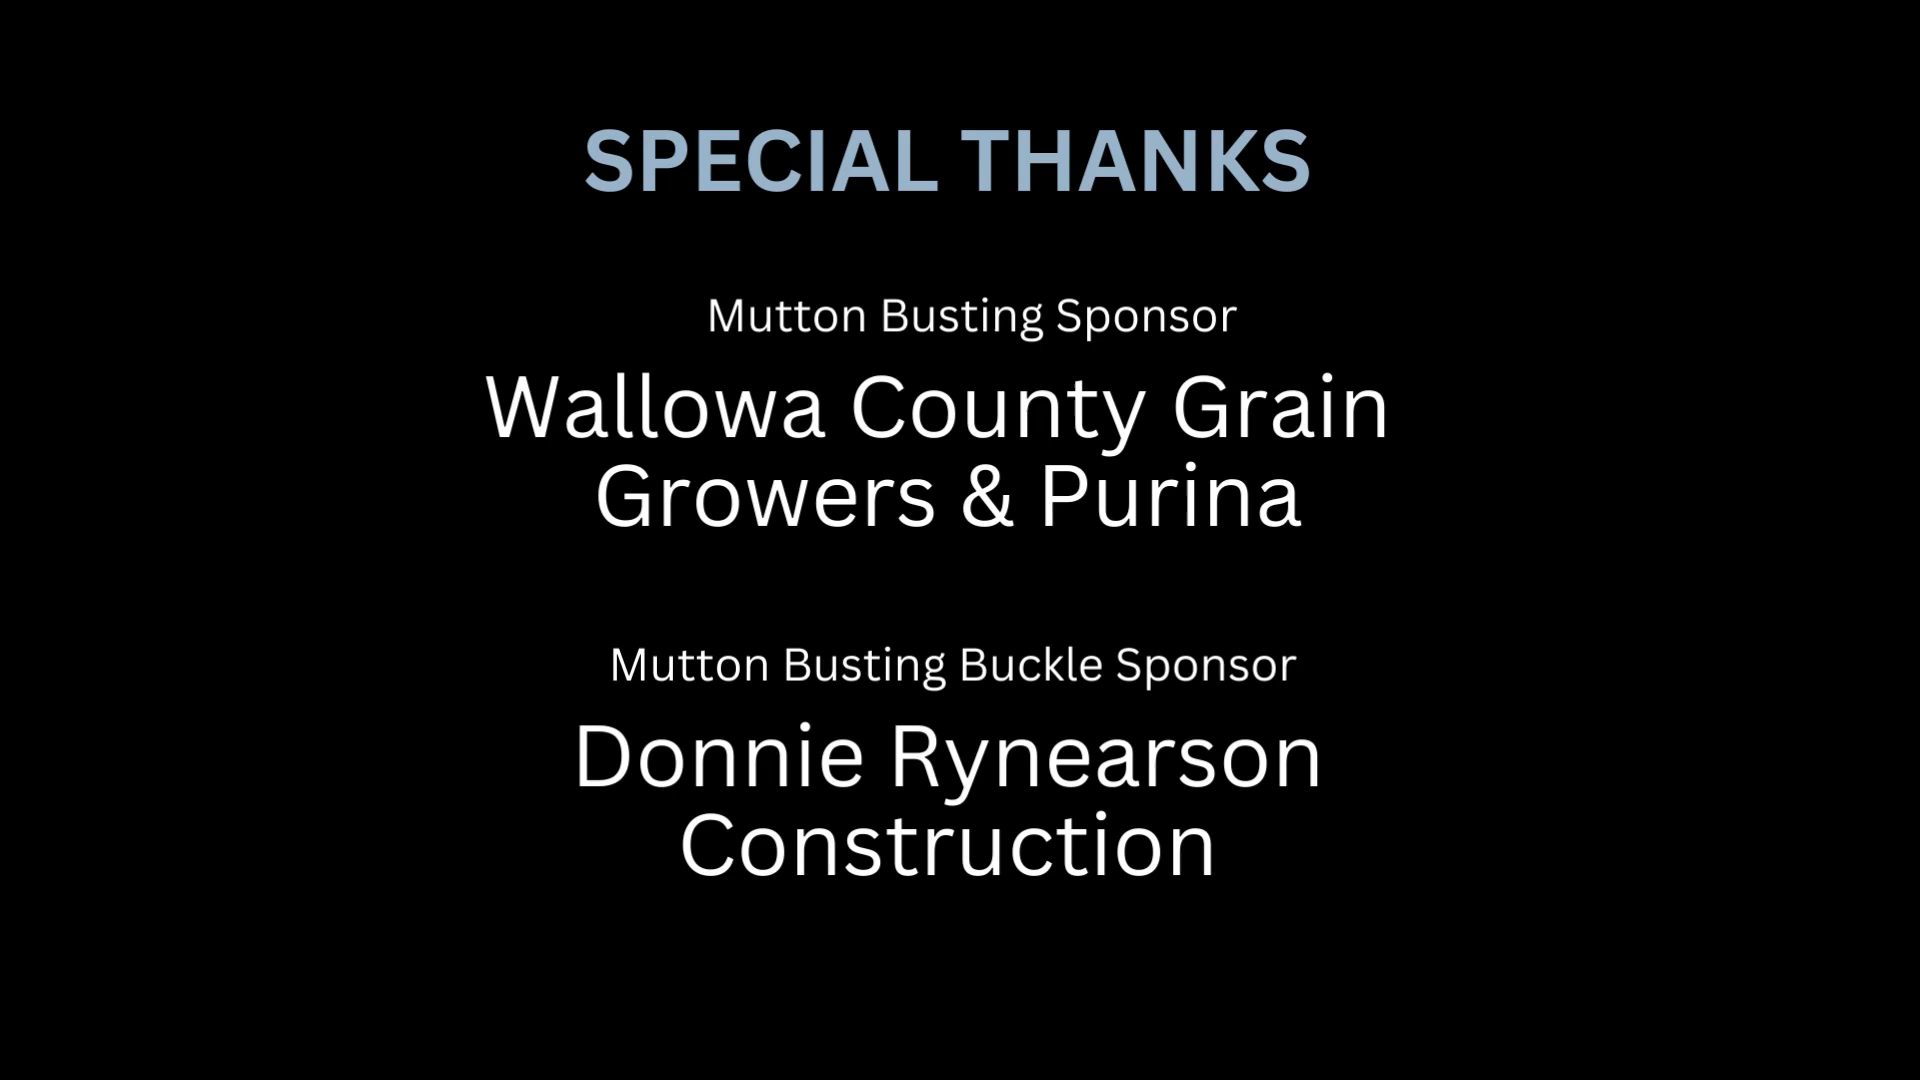 SPECIAL THANKS
Mutton Busting Sponsor
Wallowa County Grain
Growers & Purina
Mutton Busting Buckle Sponsor
Donnie Rynearson
Construction